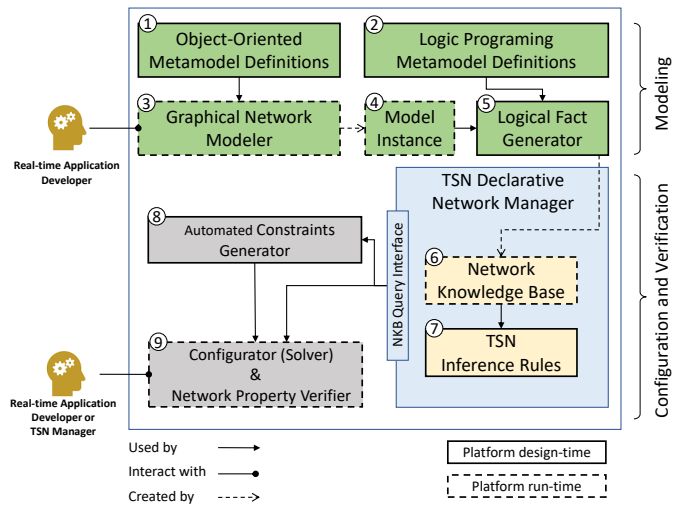 1
Object-Oriented
Metamodel Definitions
2
Logic Programing
Metamodel Definitions
3
Graphical Network
Modeler
4
Model
Instance
5
Logical Fact
Generator
Modeling
Real-time Application
Developer
TSN Declarative
Network Manager
8
Automated Constraints
Generator
NKB Query Interface
6
Network
Knowledge Base
7
TSN
Inference Rules
9
Configurator (Solver)
&
Network Property Verifier
Configuration and Verification
Real-time Application
Developer or
TSN Manager
Used by
Interact with
Created by
Platform design-time
Platform run-time